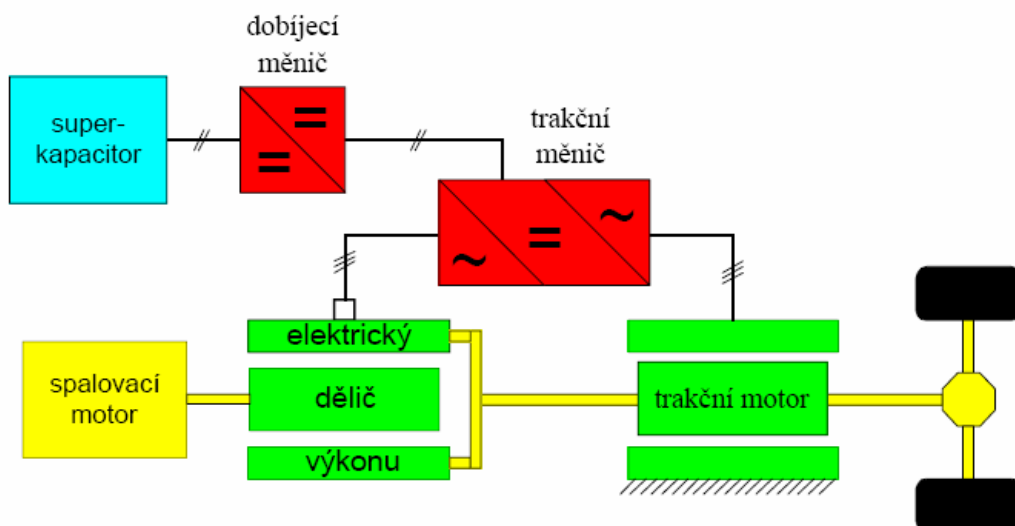 dobíjecí
měnič
super-
kapacitor
=
=
trakční
měnič
~
=
~
elektrický
dělič
výkonu
spalovací
motor
trakční motor